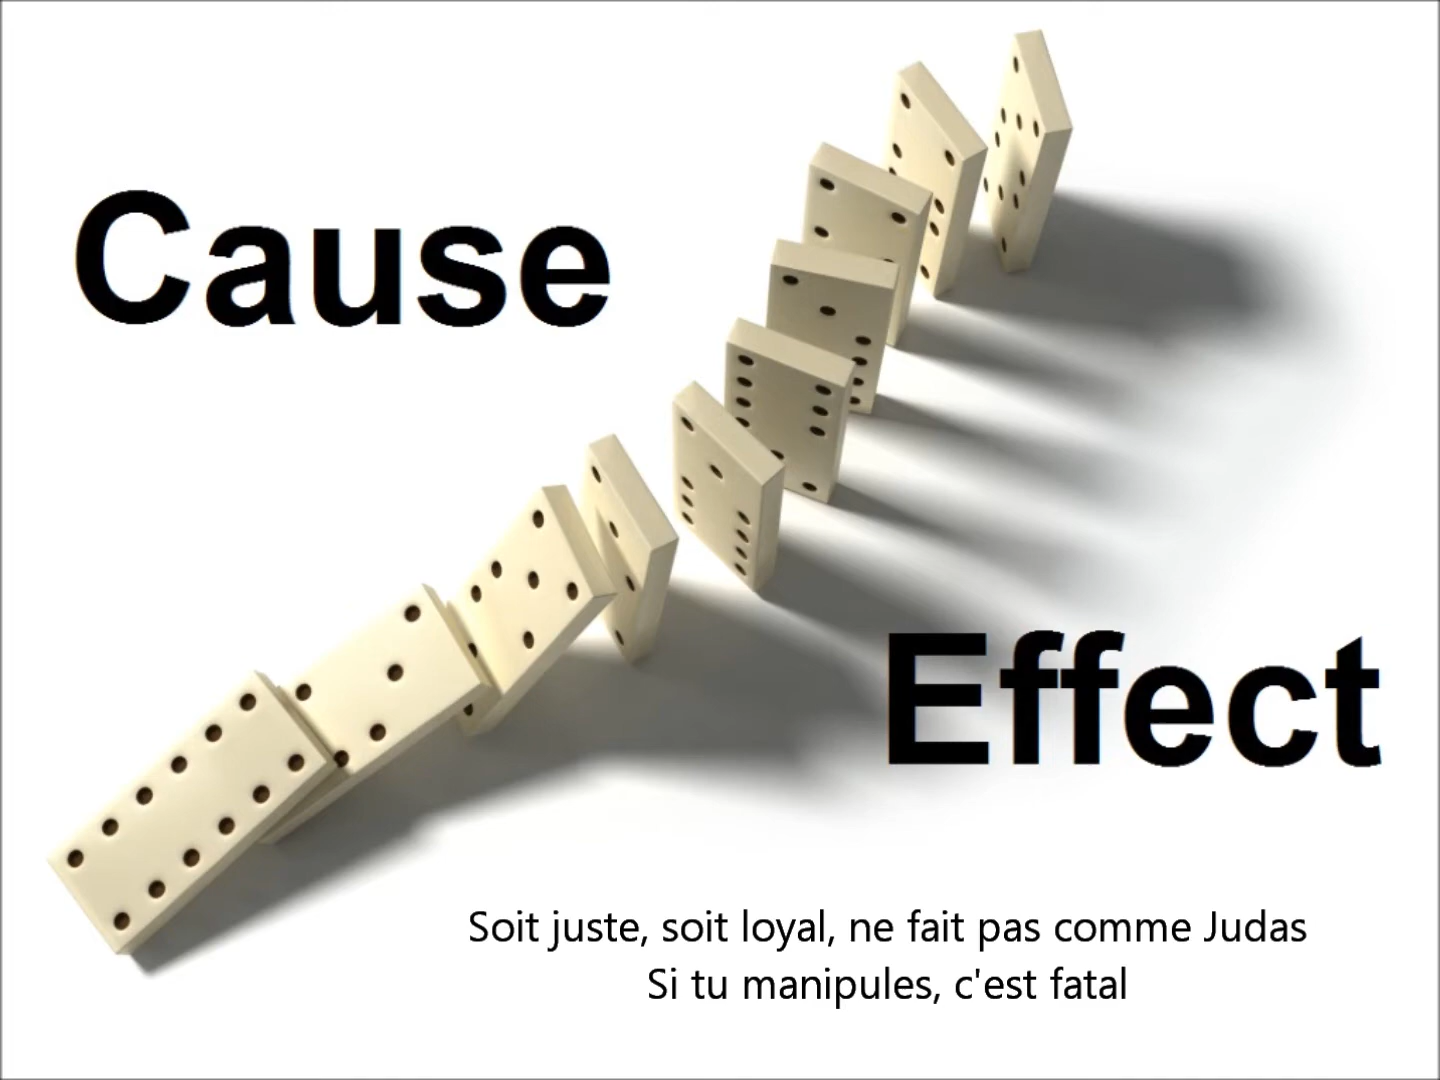 Cause
Effect
Soit juste, soit loyal, ne fait pas comme Judas
Si tu manipules, c'est fatal